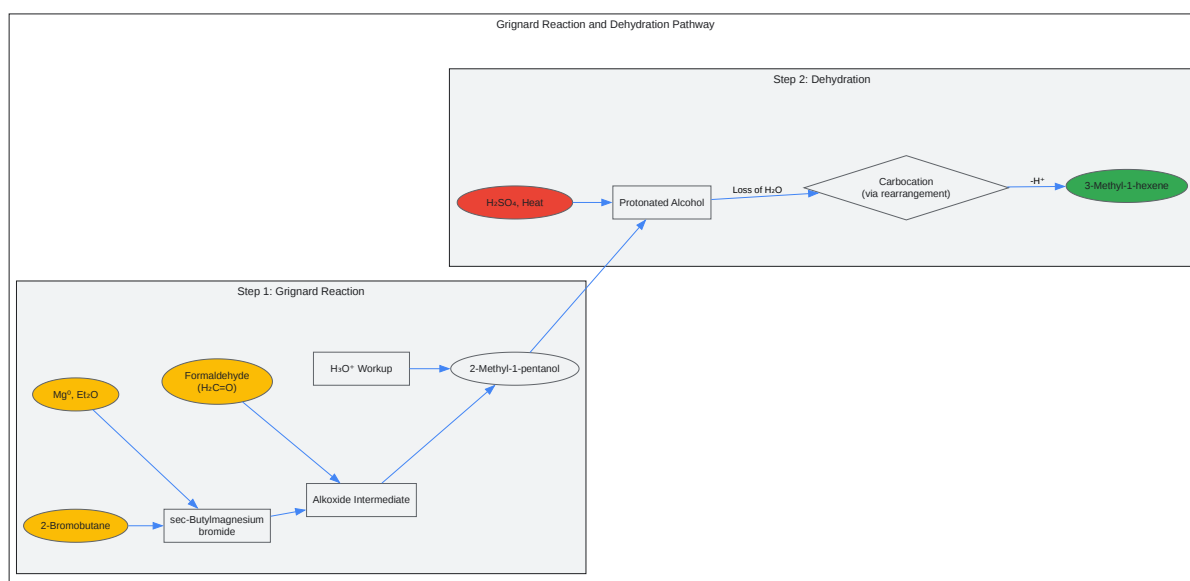 Grignard Reaction and Dehydration Pathway
Step 2: Dehydration
H₂SO₄, Heat
Protonated Alcohol
Loss of H₂O
Carbocation
(via rearrangement)
-H⁺
3-Methyl-1-hexene
Step 1: Grignard Reaction
Mg⁰, Et₂O
Formaldehyde
(H₂C=O)
H₃O⁺ Workup
2-Methyl-1-pentanol
2-Bromobutane
sec-Butylmagnesium
bromide
Alkoxide Intermediate